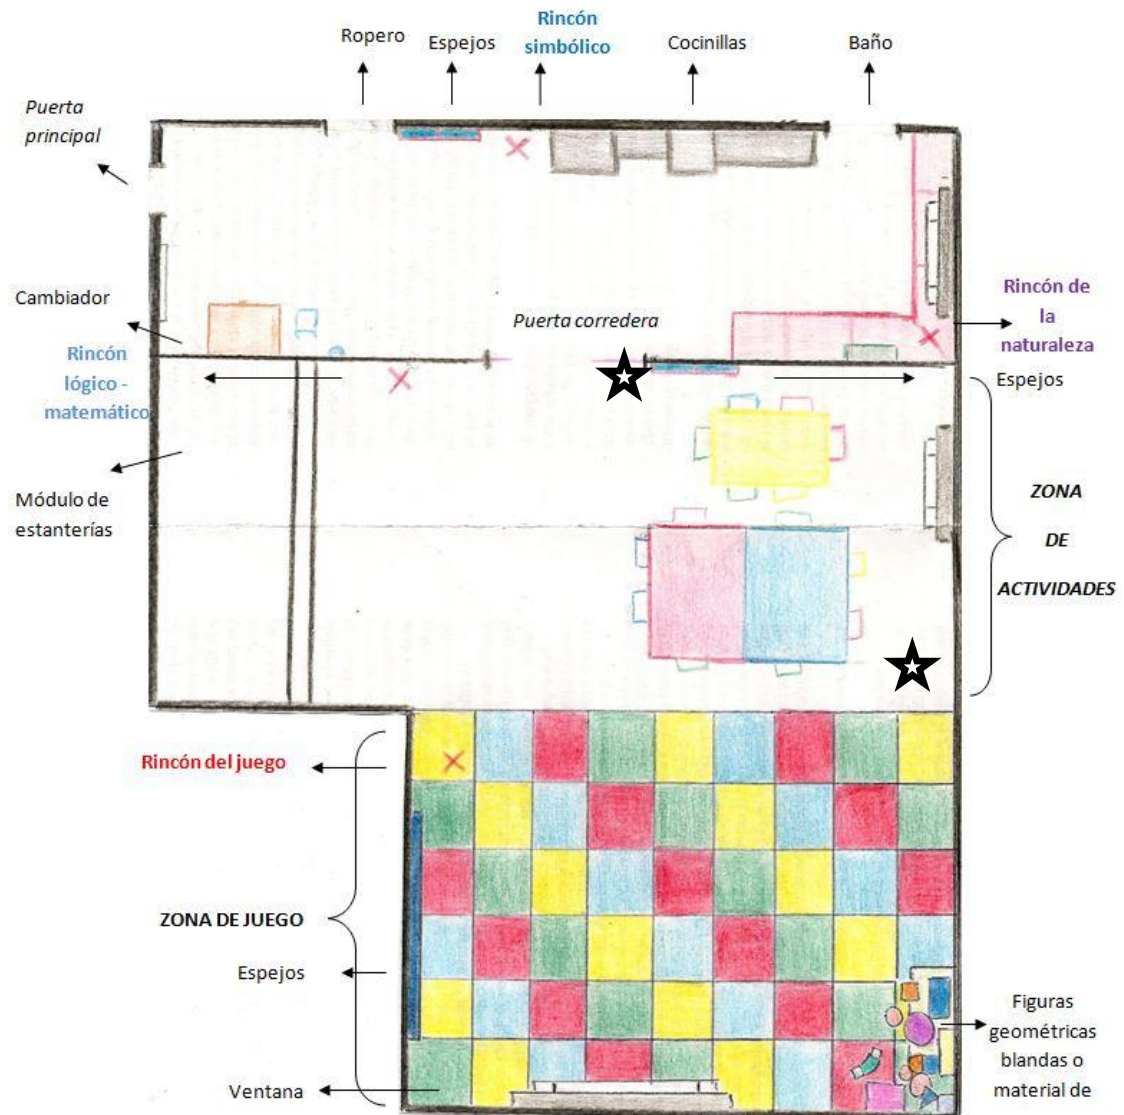 Ropero
Espejos
Rincón
simbólico
Cocinillas
Baño
Puerta
principal
Cambiador
Puerta corredera
Rincón de
la
naturaleza
Rincón
lógico -
matemático
Espejos
Módulo de
estanterías
ZONA
DE
ACTIVIDADES
Rincón del juego
ZONA DE JUEGO
Espejos
Ventana
Figuras
geométricas
blandas o
material de